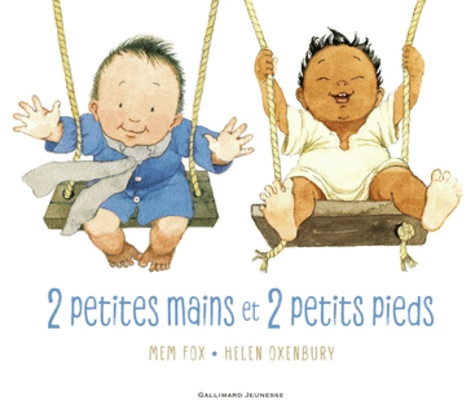 2 petites mains et 2 petits pieds
MEM FOX • HELEN OXENBURY
GALLIMARD JEUNESSE